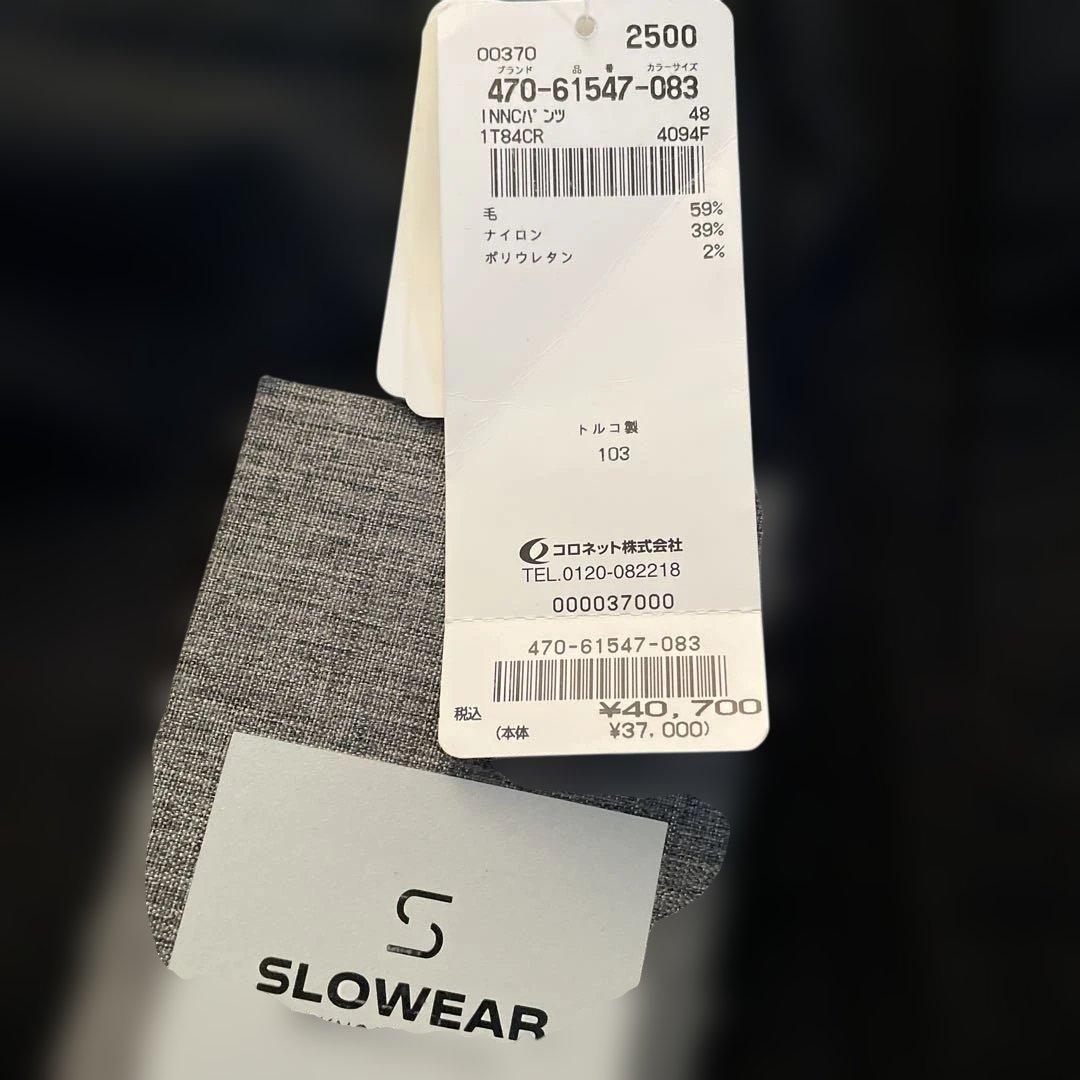 2500
00370
ブランド 品番 カラーサイズ
470-61547-083
INNCパンツ 48
1T84CR 4094F
毛 59%
ナイロン 39%
ポリウレタン 2%
トルコ製
103
コロネット株式会社
TEL.0120-082218
000037000
470-61547-083
税込 ¥40,700
(本体 ¥37,000)
S
SLOWEAR